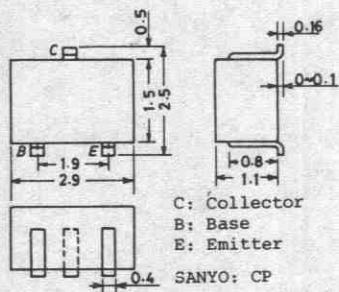 0.5
0.16
C
1.5
2.5
0~0.1
B
E
1.9
2.9
0.8
1.1
C: Collector
B: Base
E: Emitter
0.4
SANYO: CP